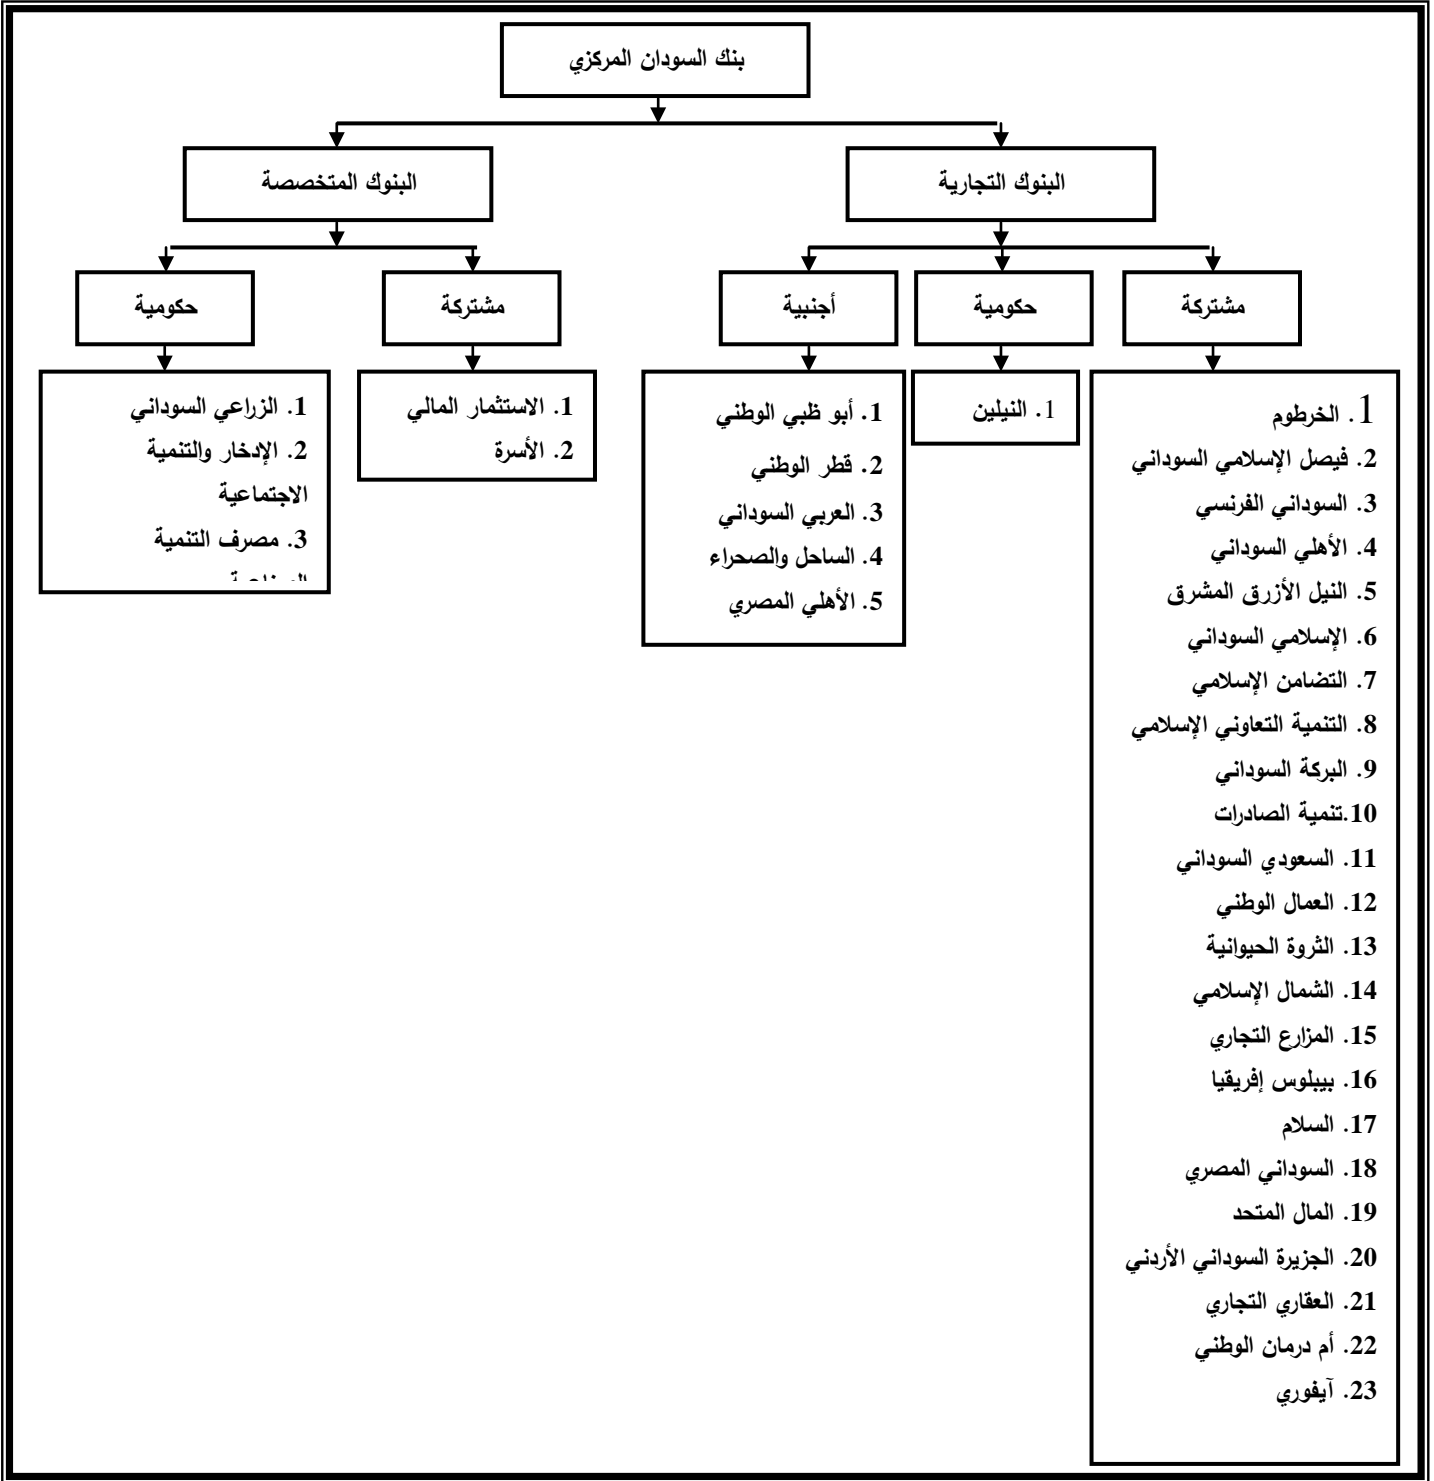 بنك السودان المركزي
البنوك التجارية
البنوك المتخصصة
مشتركة
حكومية
أجنبية
مشتركة
حكومية
1. الخرطوم
2. فيصل الإسلامي السوداني
3. السوداني الفرنسي
4. الأهلي السوداني
5. النيل الأزرق المشرق
6. الإسلامي السوداني
7. التضامن الإسلامي
8. التنمية التعاوني الإسلامي
9. البركة السوداني
10.تنمية الصادرات
11. السعودي السوداني
12. العمال الوطني
13. الثروة الحيوانية
14. الشمال الإسلامي
15. المزارع التجاري
16. بيبلوس إفريقيا
17. السلام
18. السوداني المصري
19. المال المتحد
20. الجزيرة السوداني الأردني
21. العقاري التجاري
22. أم درمان الوطني
23. آيفوري
1. النيلين
1. أبو ظبي الوطني
2. قطر الوطني
3. العربي السوداني
4. الساحل والصحراء
5. الأهلي المصري
1. الاستثمار المالي
2. الأسرة
1. الزراعي السوداني
2. الإدخار والتنمية
الاجتماعية
3. مصرف التنمية